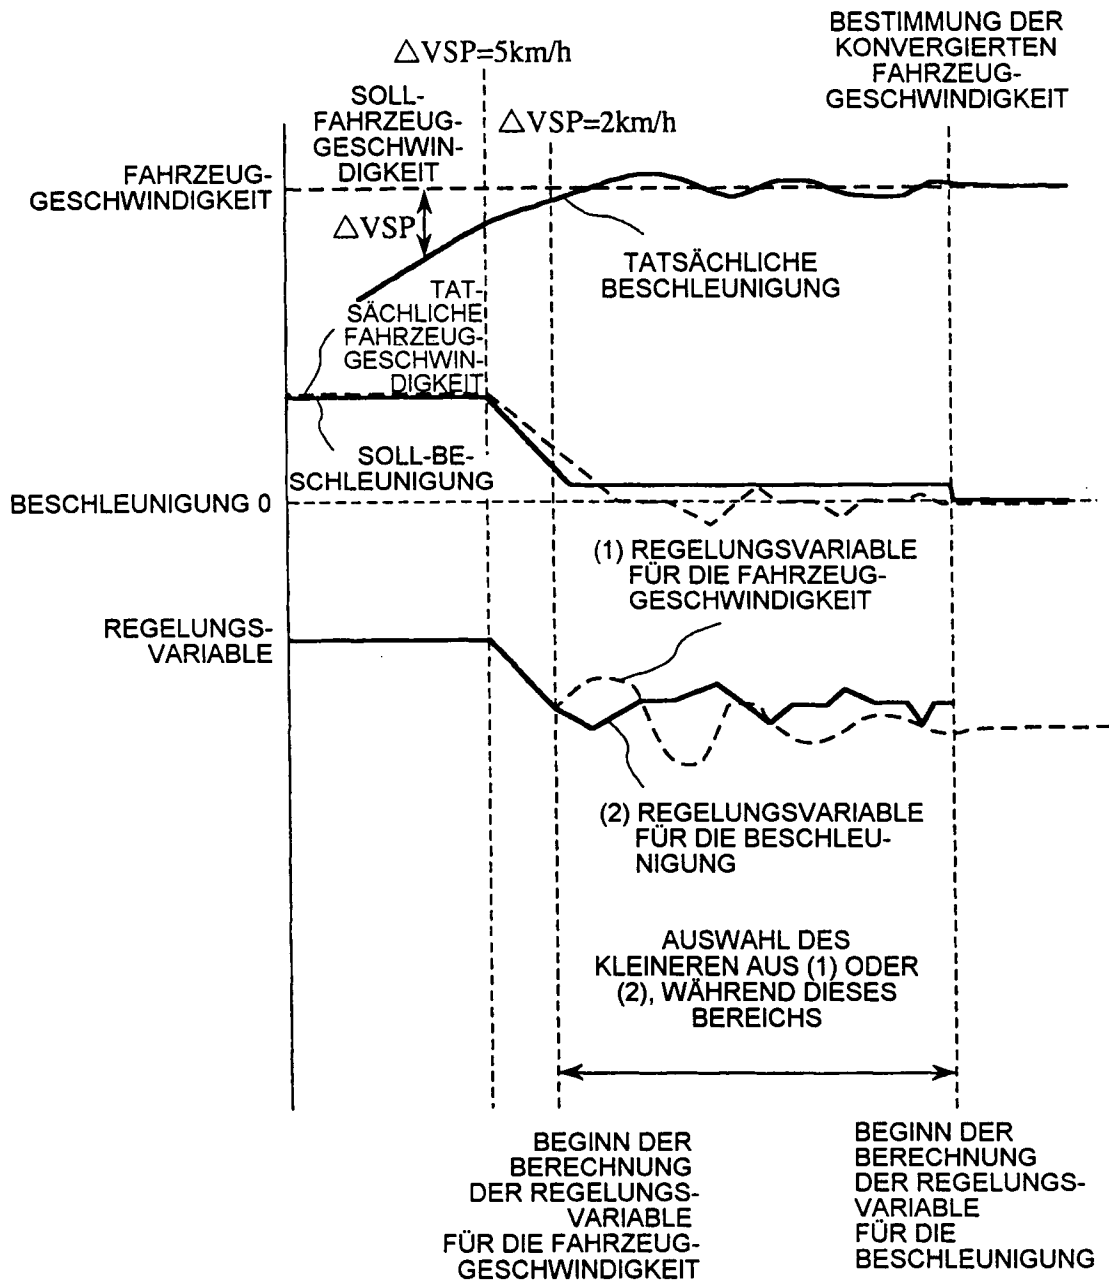 BESTIMMUNG DER
KONVERGIERTEN
FAHRZEUG-
GESCHWINDIGKEIT
△VSP=5km/h
SOLL-
FAHRZEUG-
GESCHWIN-
DIGKEIT
△VSP=2km/h
FAHRZEUG-
GESCHWINDIGKEIT
△VSP
TATSÄCHLICHE
BESCHLEUNIGUNG
TAT-
SÄCHLICHE
FAHRZEUG-
GESCHWIN-
DIGKEIT
SOLL-BE-
SCHLEUNIGUNG
BESCHLEUNIGUNG 0
(1) REGELUNGSVARIABLE
FÜR DIE FAHRZEUG-
GESCHWINDIGKEIT
REGELUNGS-
VARIABLE
(2) REGELUNGSVARIABLE
FÜR DIE BESCHLEU-
NIGUNG
AUSWAHL DES
KLEINEREN AUS (1) ODER
(2), WÄHREND DIESES
BEREICHS
BEGINN DER
BERECHNUNG
DER REGELUNGS-
VARIABLE
FÜR DIE FAHRZEUG-
GESCHWINDIGKEIT
BEGINN DER
BERECHNUNG
DER REGELUNGS-
VARIABLE
FÜR DIE
BESCHLEUNIGUNG